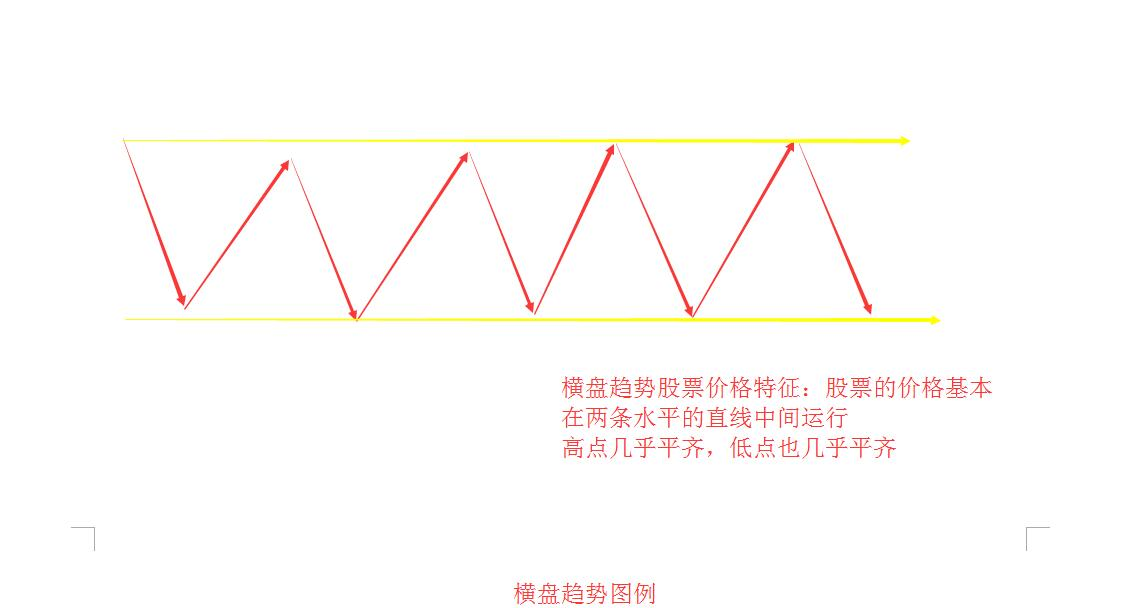 横盘趋势股票价格特征：股票的价格基本
在两条水平的直线中间运行
高点几乎平齐，低点也几乎平齐
横盘趋势图例